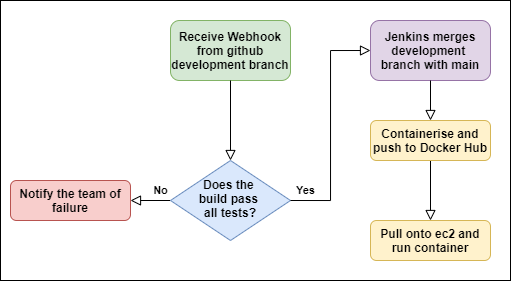 Receive Webhook
from github
development branch
Does the
build pass
all tests?
No
Notify the team of
failure
Yes
Jenkins merges
development
branch with main
Containerise and
push to Docker Hub
Pull onto ec2 and
run container